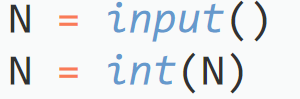 N = input()
N = int(N)